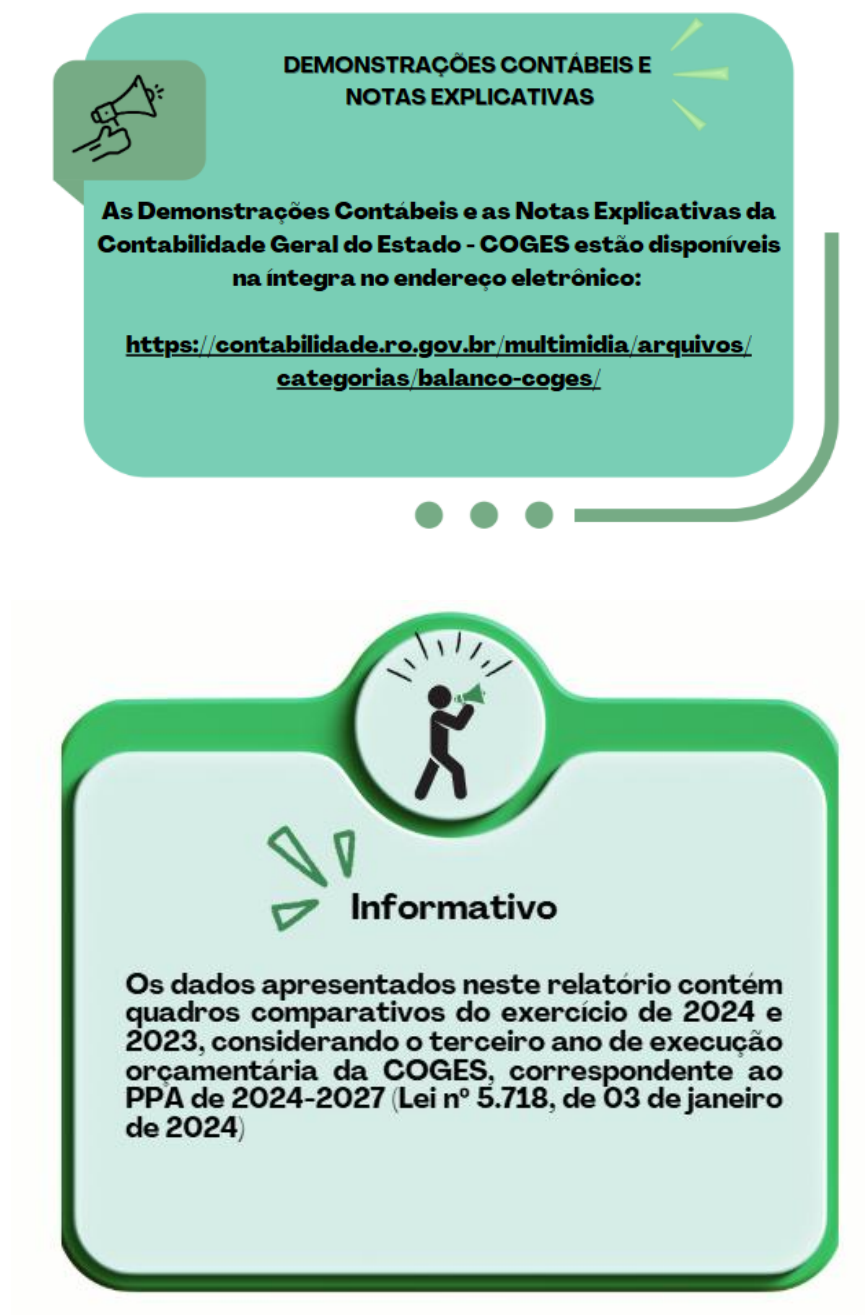 DEMONSTRAÇÕES CONTÁBEIS E
NOTAS EXPLICATIVAS
As Demonstrações Contábeis e as Notas Explicativas da
Contabilidade Geral do Estado - COGES estão disponíveis
na íntegra no endereço eletrônico:
https://contabilidade.ro.gov.br/multimidia/arquivos/
categorias/balanco-coges/
Informativo
Os dados apresentados neste relatório contém
quadros comparativos do exercício de 2024 e
2023, considerando o terceiro ano de execução
orçamentária da COGES, correspondente ao
PPA de 2024-2027 (Lei nº 5.718, de 03 de janeiro
de 2024)